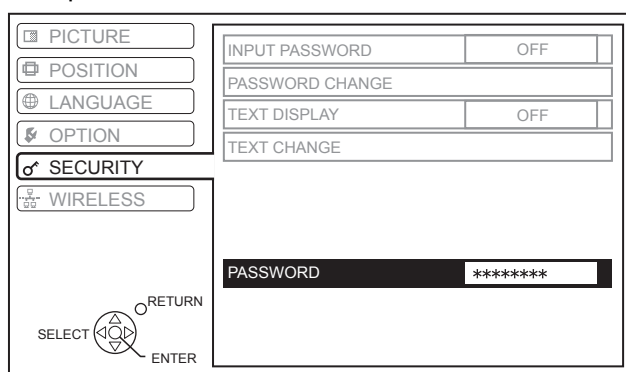 PICTURE
POSITION
LANGUAGE
OPTION
SECURITY
WIRELESS
INPUT PASSWORD OFF
PASSWORD CHANGE
TEXT DISPLAY OFF
TEXT CHANGE
PASSWORD ********
RETURN
SELECT
ENTER